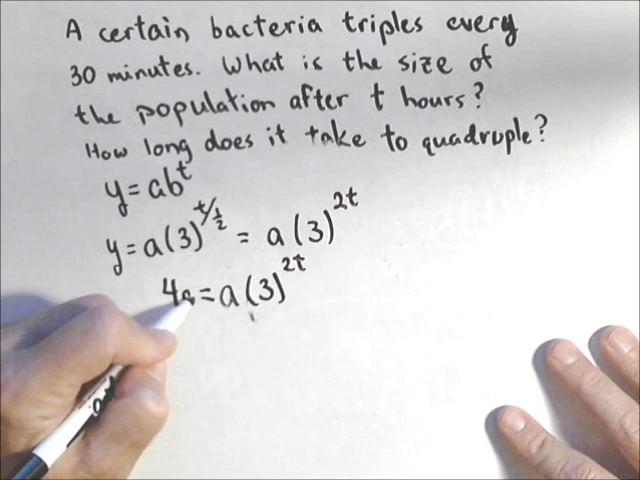 A certain bacteria triples every
30 minutes. What is the size of
the population after t hours?
How long does it take to quadruple?
y = ab^t
y = a(3)^{t/\frac{1}{2}} = a(3)^{2t}
4a = a(3)^{2t}